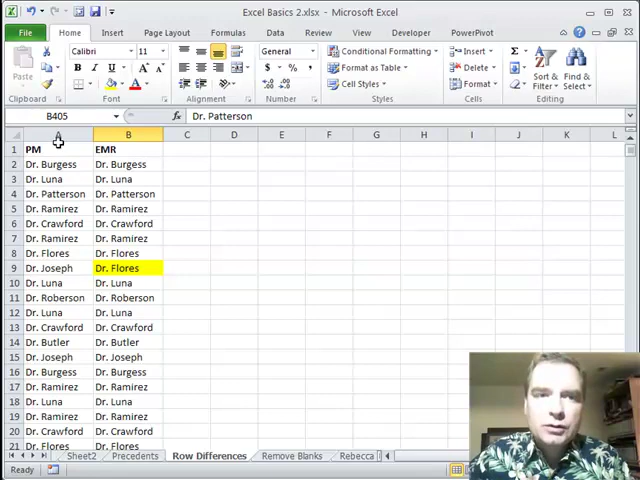 Excel Basics 2.xlsx - Microsoft Excel
File Home Insert Page Layout Formulas Data Review View Developer PowerPivot
Paste
Calibri 11
B I U A A
General
$ % ,
Conditional Formatting
Format as Table
Cell Styles
Insert
Delete
Format
Σ
Sort & Filter
Find & Select
Clipboard Font Alignment Number Styles Cells Editing
B405 fx Dr. Patterson
A B C D E F G H I J K L
1 PM EMR
2 Dr. Burgess Dr. Burgess
3 Dr. Luna Dr. Luna
4 Dr. Patterson Dr. Patterson
5 Dr. Ramirez Dr. Ramirez
6 Dr. Crawford Dr. Crawford
7 Dr. Ramirez Dr. Ramirez
8 Dr. Flores Dr. Flores
9 Dr. Joseph Dr. Flores
10 Dr. Luna Dr. Luna
11 Dr. Roberson Dr. Roberson
12 Dr. Luna Dr. Luna
13 Dr. Crawford Dr. Crawford
14 Dr. Butler Dr. Butler
15 Dr. Joseph Dr. Joseph
16 Dr. Burgess Dr. Burgess
17 Dr. Ramirez Dr. Ramirez
18 Dr. Luna Dr. Luna
19 Dr. Ramirez Dr. Ramirez
20 Dr. Crawford Dr. Crawford
21 Dr. Flores Dr. Flores
Sheet2 Precedents Row Differences Remove Blanks Rebecca
Ready